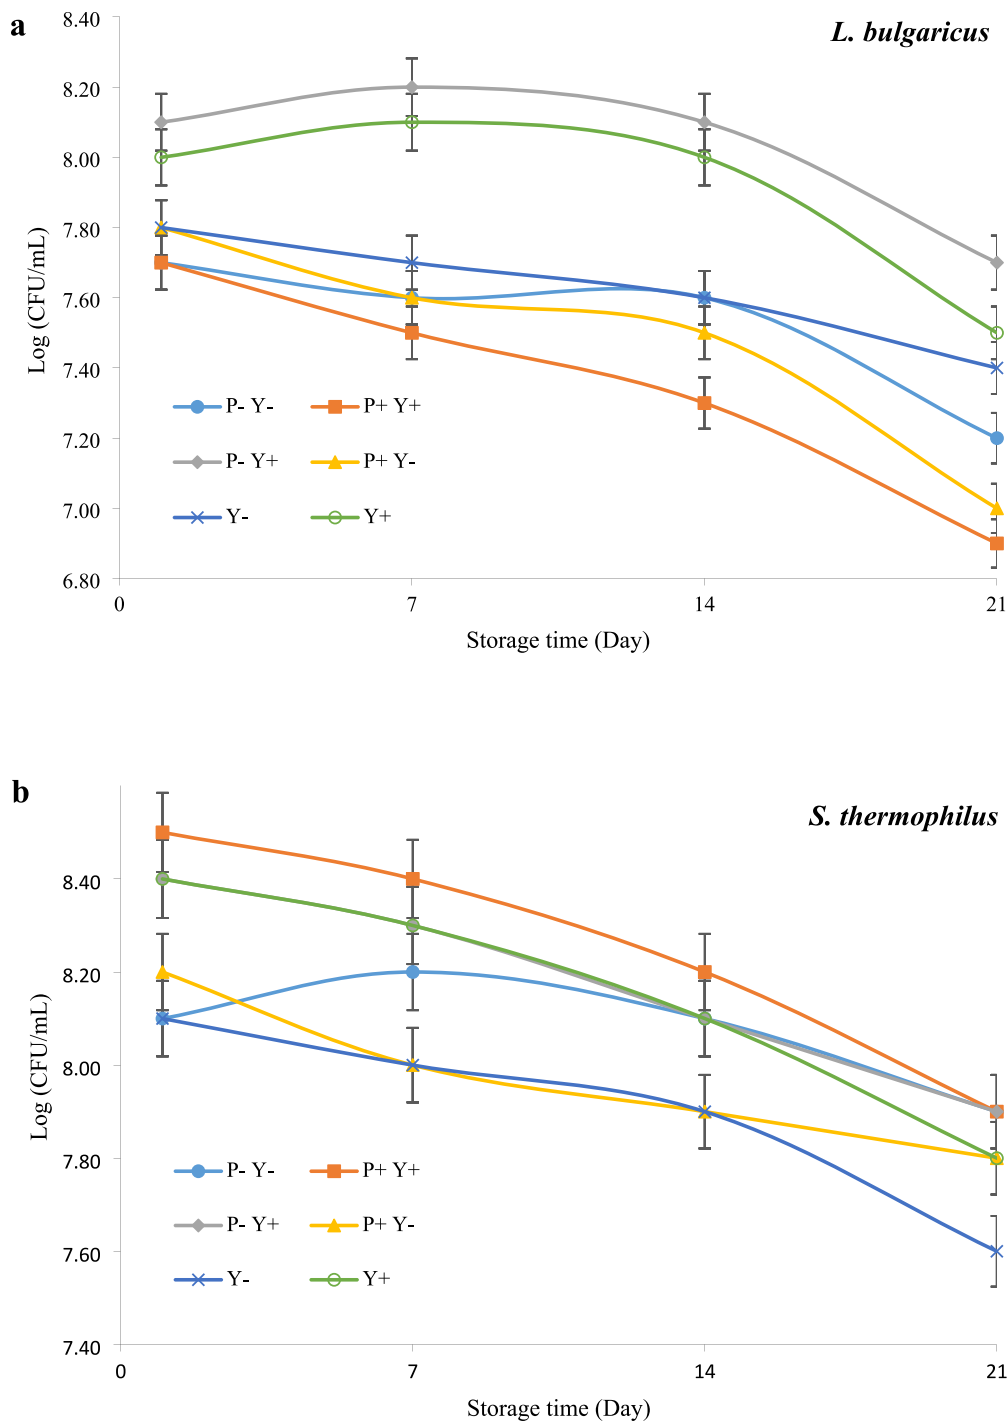 a
L. bulgaricus
8.40
8.20
8.00
7.80
7.60
7.40
7.20
7.00
6.80
Log (CFU/mL)
P- Y-
P+ Y+
P- Y+
P+ Y-
Y-
Y+
0
7
14
21
Storage time (Day)
b
S. thermophilus
8.40
8.20
8.00
7.80
7.60
7.40
Log (CFU/mL)
P- Y-
P+ Y+
P- Y+
P+ Y-
Y-
Y+
0
7
14
21
Storage time (Day)